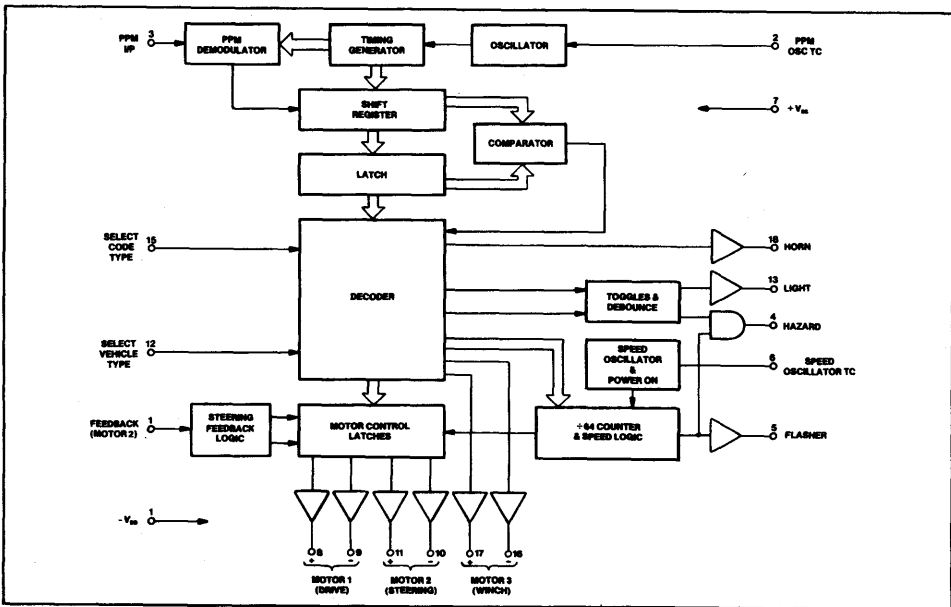 PPM
I/P
3
PPM
DEMODULATOR
TIMING
GENERATOR
OSCILLATOR
2
PPM
OSC TC
SHIFT
REGISTER
COMPARATOR
7
LATCH
SELECT
CODE
TYPE
15
DECODER
18
HORN
13
LIGHT
TOGGLES &
DEBOUNCE
4
HAZARD
SELECT
VEHICLE
TYPE
12
SPEED
OSCILLATOR
&
POWER ON
6
SPEED
OSCILLATOR TC
FEEDBACK
(MOTOR 2)
1
STEERING
FEEDBACK
LOGIC
MOTOR CONTROL
LATCHES
÷64 COUNTER
& SPEED LOGIC
5
FLASHER
1
8
9
11
10
17
16
+
−
+
−
+
−
MOTOR 1
(DRIVE)
MOTOR 2
(STEERING)
MOTOR 3
(WINCH)